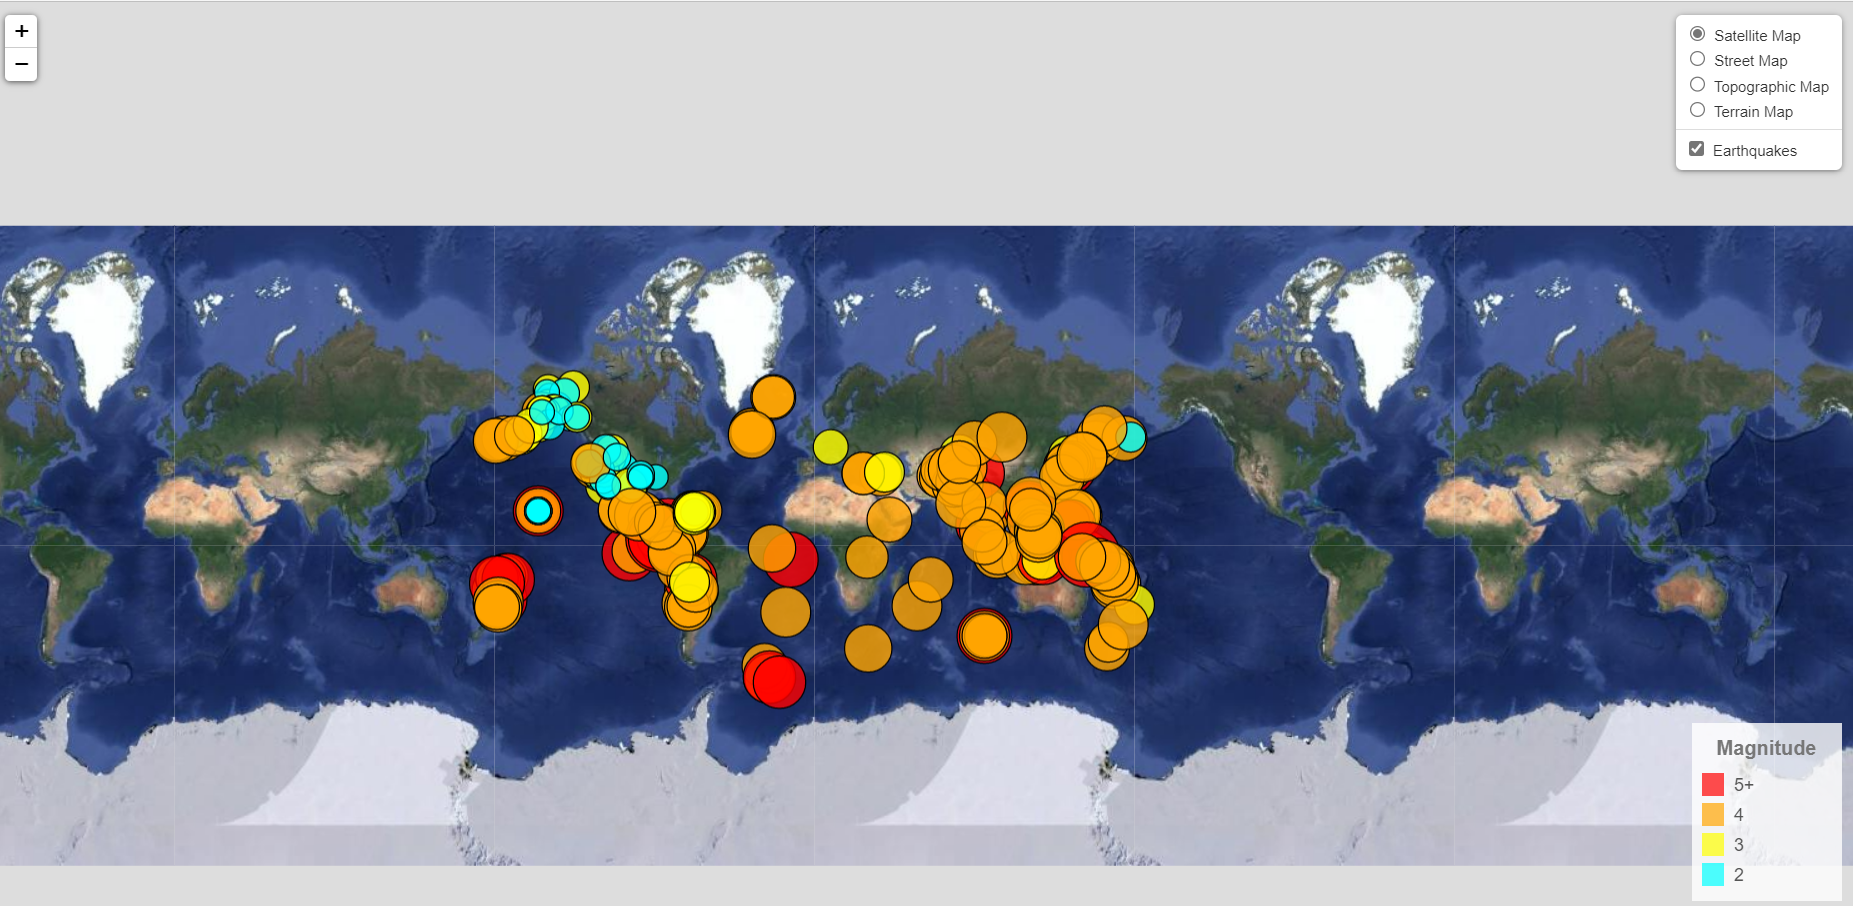 +
−
Satellite Map
Street Map
Topographic Map
Terrain Map
Earthquakes
Magnitude
5+
4
3
2